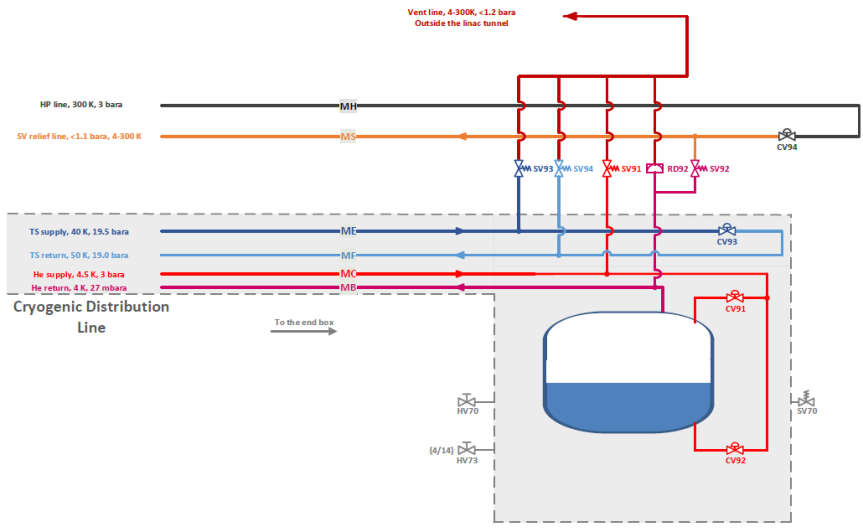 Vent line, 4-300K, <1.2 bara
Outside the linac tunnel
HP line, 300 K, 3 bara
MH
SV relief line, <1.1 bara, 4-300 K
MS
CV94
SV93
SV94
SV91
RD92
SV92
TS supply, 40 K, 19.5 bara
ME
CV93
TS return, 50 K, 19.0 bara
MF
He supply, 4.5 K, 3 bara
MC
He return, 4 K, 27 mbara
MB
Cryogenic Distribution
Line
To the end box
CV91
HV70
SV70
(4/14)
HV73
CV92